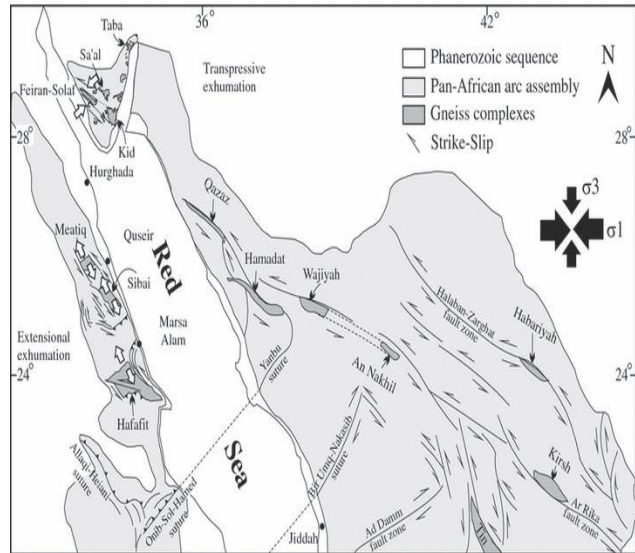 36°
42°
Taba
Sa'al
Feiran-Solaf
Transpressive
exhumation
Phanerozoic sequence
Pan-African arc assembly
Gneiss complexes
Strike-Slip
N
28°
Kid
Hurghada
σ3
σ1
Qazaz
Meatiq
Quseir
Hamadat
Wajiyah
Red
Sibai
Halaban-Zarghat
fault zone
Habariyah
Extensional
exhumation
Marsa
Alam
Yanbu
suture
An Nakhil
24°
24°
Hafafit
Sea
Bir Umq-Nakasib
suture
Kirsh
Allaqi-Heiani
suture
Onib-Sol-Hamed
suture
Ar Rika
fault zone
Ad Damm
fault zone
Jiddah
Tin